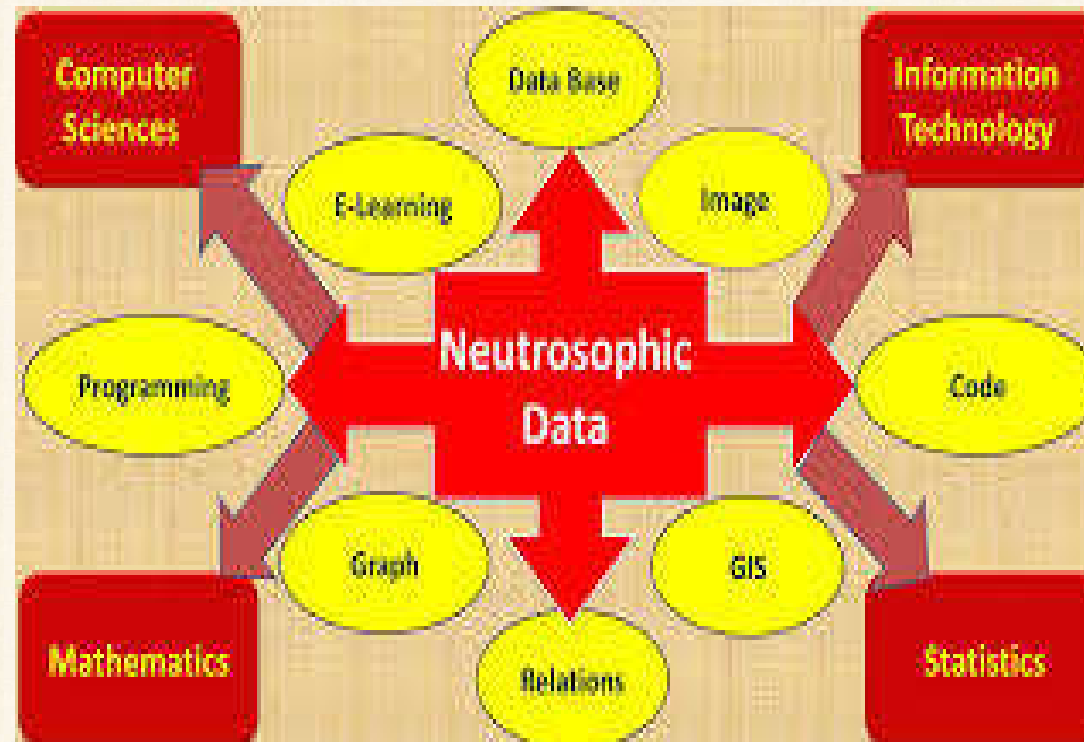 Computer
Sciences
Data Base
Information
Technology
E-Learning
Image
Programming
Neutrosophic
Data
Code
Graph
GIS
Mathematics
Relations
Statistics